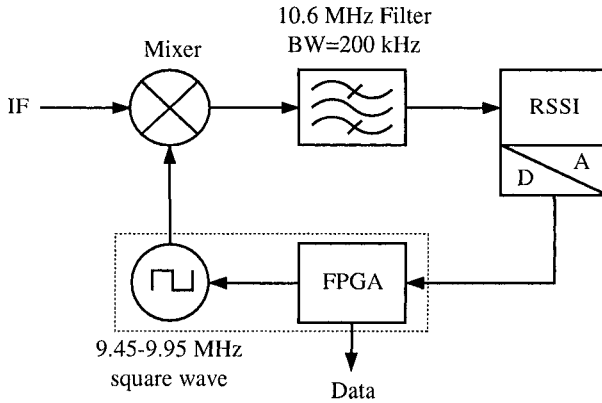 10.6 MHz Filter
BW=200 kHz
Mixer
IF
RSSI
D
A
FPGA
9.45-9.95 MHz
square wave
Data